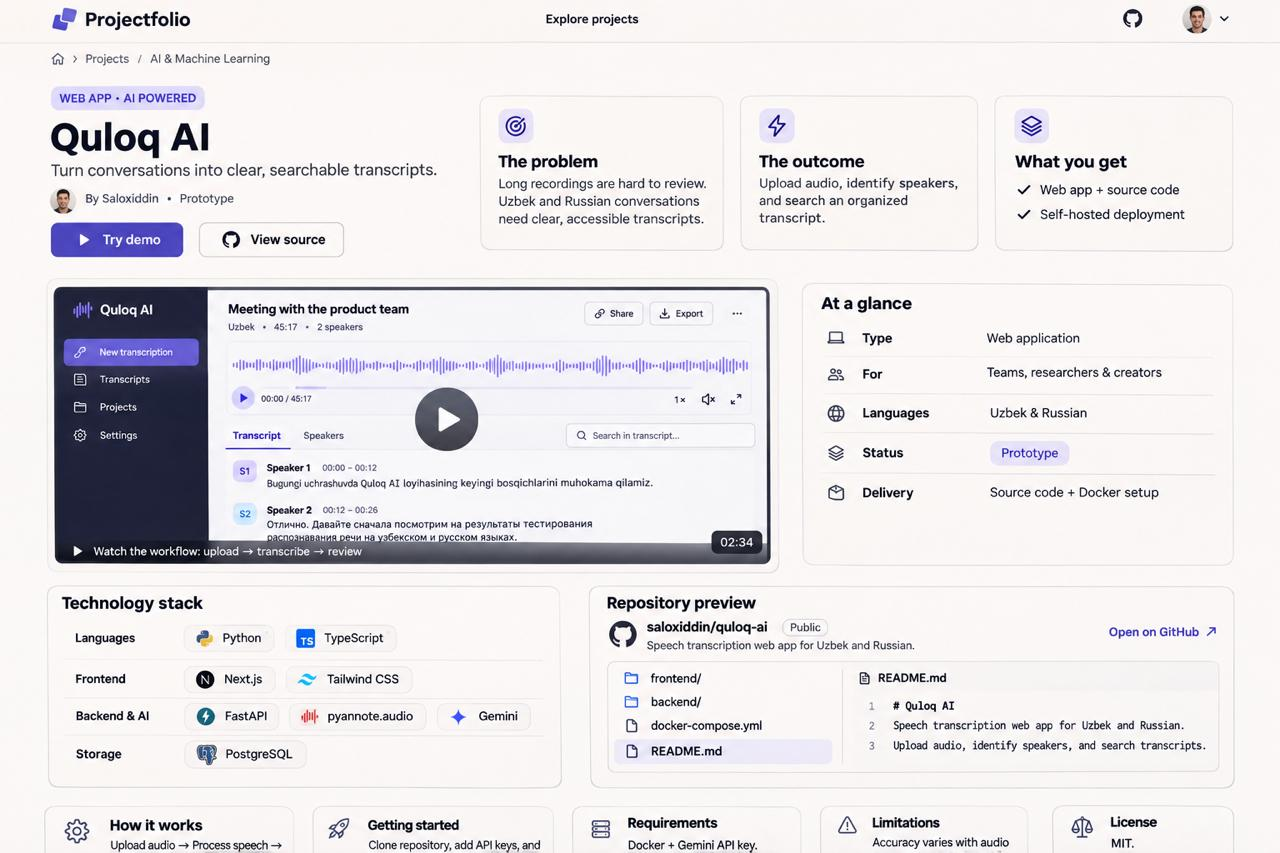 Projectfolio
Explore projects
Projects / AI & Machine Learning
WEB APP • AI POWERED
Quloq AI
Turn conversations into clear, searchable transcripts.
By Saloxiddin • Prototype
Try demo
View source
The problem
Long recordings are hard to review.
Uzbek and Russian conversations
need clear, accessible transcripts.
The outcome
Upload audio, identify speakers,
and search an organized
transcript.
What you get
Web app + source code
Self-hosted deployment
Quloq AI
New transcription
Transcripts
Projects
Settings
Meeting with the product team
Uzbek • 45:17 • 2 speakers
Share
Export
00:00 / 45:17
1×
Transcript
Speakers
Search in transcript...
S1
Speaker 1 00:00 – 00:12
Bugungi uchrashuvda Quloq AI loyihasining keyingi bosqichlarini muhokama qilamiz.
S2
Speaker 2 00:12 – 00:26
Отлично. Давайте сначала посмотрим на результаты тестирования
распознавания речи на узбекском и русском языках.
Watch the workflow: upload → transcribe → review
02:34
At a glance
Type Web application
For Teams, researchers & creators
Languages Uzbek & Russian
Status Prototype
Delivery Source code + Docker setup
Technology stack
Languages Python TS TypeScript
Frontend N Next.js Tailwind CSS
Backend & AI FastAPI pyannote.audio Gemini
Storage PostgreSQL
Repository preview
saloxiddin/quloq-ai Public
Speech transcription web app for Uzbek and Russian.
Open on GitHub
frontend/
backend/
docker-compose.yml
README.md
README.md
1 # Quloq AI
2 Speech transcription web app for Uzbek and Russian.
3 Upload audio, identify speakers, and search transcripts.
How it works
Upload audio → Process speech →
Getting started
Clone repository, add API keys, and
Requirements
Docker + Gemini API key.
Limitations
Accuracy varies with audio
License
MIT.